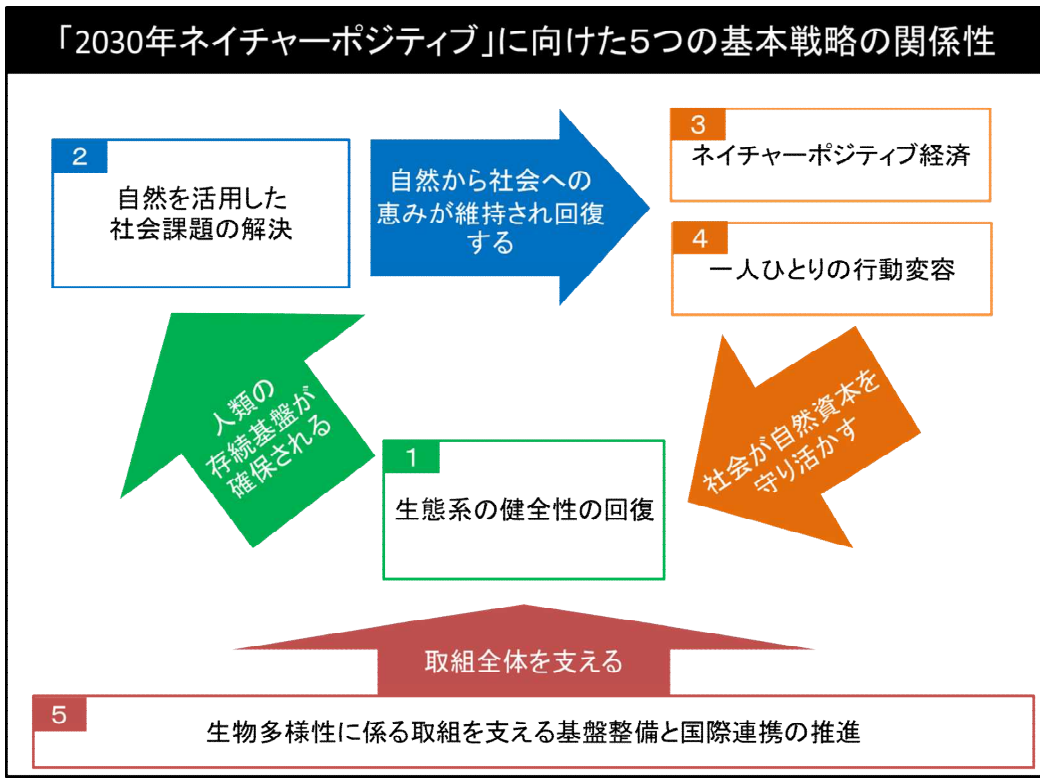 「2030年ネイチャーポジティブ」に向けた5つの基本戦略の関係性
2
自然を活用した
社会課題の解決
自然から社会への
恵みが維持され回復
する
3
ネイチャーポジティブ経済
4
一人ひとりの行動変容
人類の
存続基盤が
確保される
社会が自然資本を
守り活かす
1
生態系の健全性の回復
取組全体を支える
5
生物多様性に係る取組を支える基盤整備と国際連携の推進